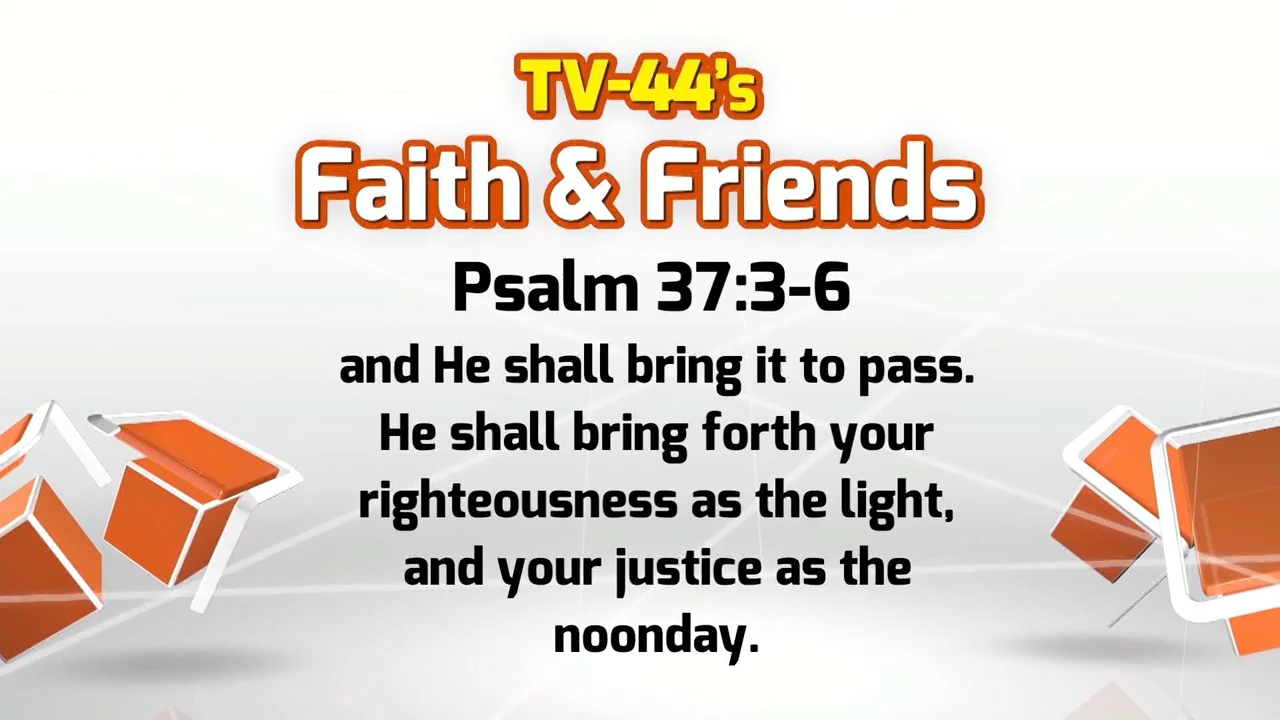 TV-44's
Faith & Friends
Psalm 37:3-6
and He shall bring it to pass.
He shall bring forth your
righteousness as the light,
and your justice as the
noonday.